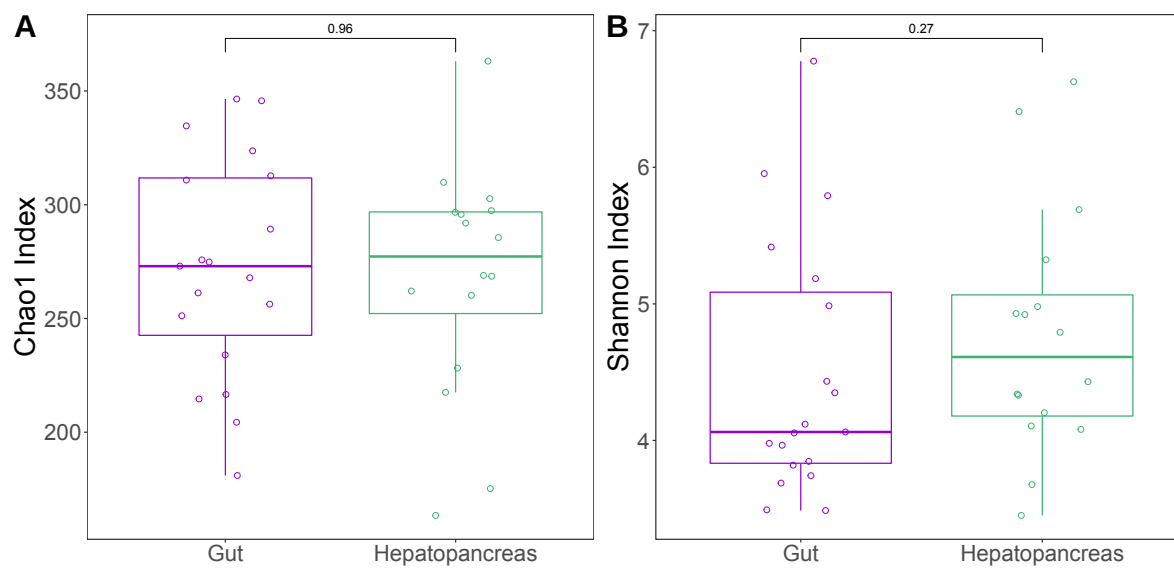 A
0.96
Chao1 Index
350
300
250
200
Gut
Hepatopancreas
B
0.27
Shannon Index
7
6
5
4
Gut
Hepatopancreas